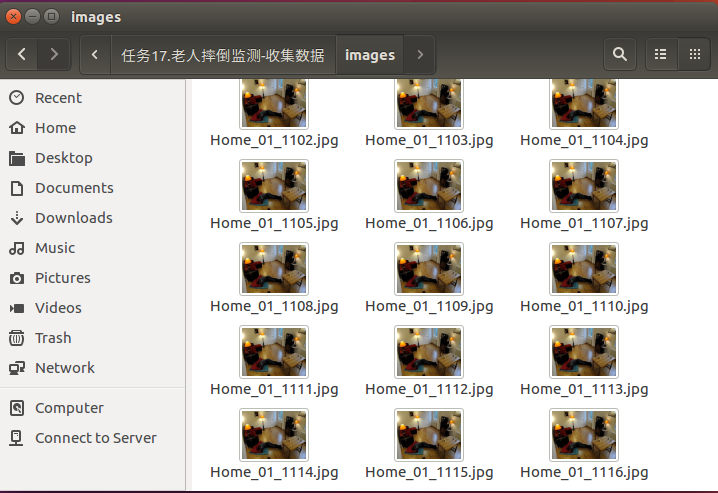 images
任务17.老人摔倒监测-收集数据 images
Recent
Home
Desktop
Documents
Downloads
Music
Pictures
Videos
Trash
Network
Computer
Connect to Server
Home_01_1102.jpg Home_01_1103.jpg Home_01_1104.jpg
Home_01_1105.jpg Home_01_1106.jpg Home_01_1107.jpg
Home_01_1108.jpg Home_01_1109.jpg Home_01_1110.jpg
Home_01_1111.jpg Home_01_1112.jpg Home_01_1113.jpg
Home_01_1114.jpg Home_01_1115.jpg Home_01_1116.jpg